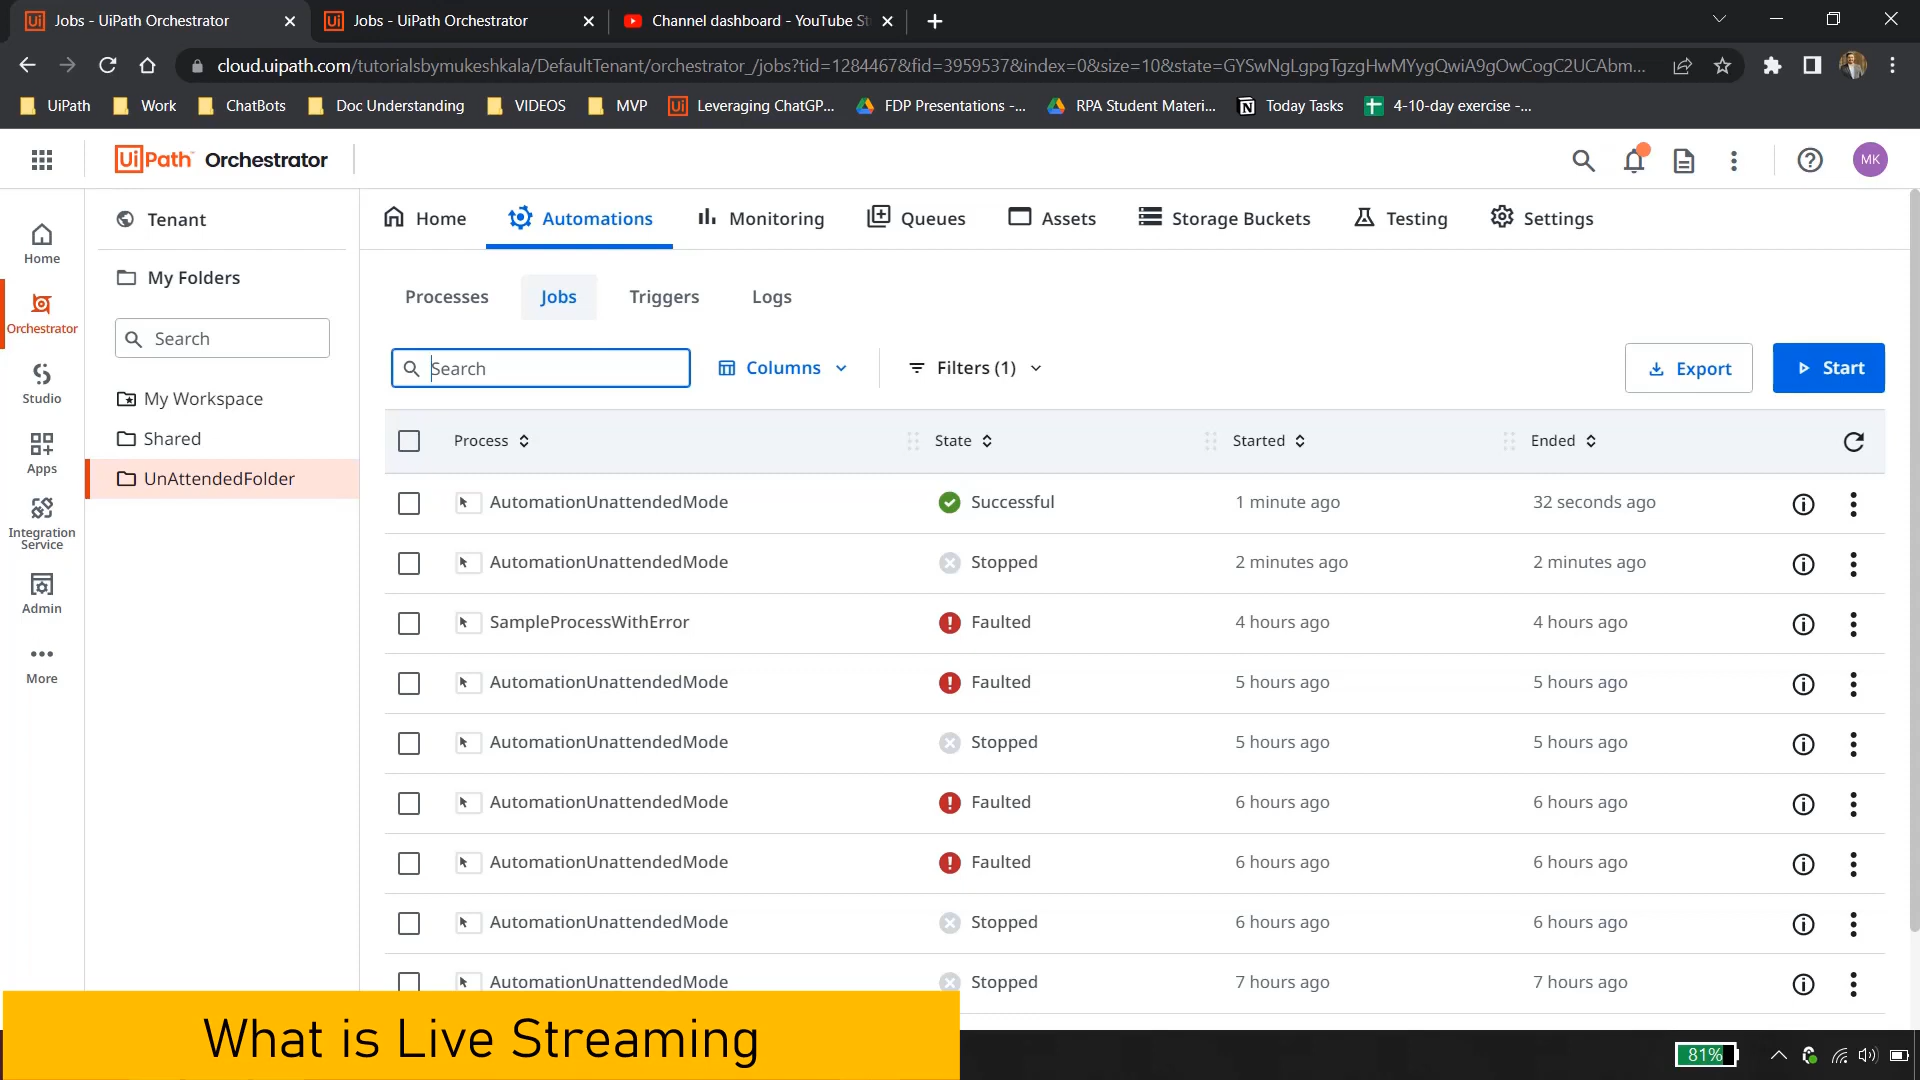 Jobs - UiPath Orchestrator
Jobs - UiPath Orchestrator
Channel dashboard - YouTube St
cloud.uipath.com/tutorialsbymukeshkala/DefaultTenant/orchestrator_/jobs?tid=1284467&fid=3959537&index=0&size=10&state=GYSwNgLgpgTgzgHwMYygQwiA9gOwCogC2UCAbm...
UiPath
Work
ChatBots
Doc Understanding
VIDEOS
MVP
Leveraging ChatGP...
FDP Presentations -...
RPA Student Materi...
Today Tasks
4-10-day exercise -...
UiPath Orchestrator
MK
Home
Orchestrator
Studio
Apps
Integration
Service
Admin
More
Tenant
My Folders
Search
My Workspace
Shared
UnAttendedFolder
Home
Automations
Monitoring
Queues
Assets
Storage Buckets
Testing
Settings
Processes
Jobs
Triggers
Logs
Search
Columns
Filters (1)
Export
Start
Process State Started Ended
AutomationUnattendedMode Successful 1 minute ago 32 seconds ago
AutomationUnattendedMode Stopped 2 minutes ago 2 minutes ago
SampleProcessWithError Faulted 4 hours ago 4 hours ago
AutomationUnattendedMode Faulted 5 hours ago 5 hours ago
AutomationUnattendedMode Stopped 5 hours ago 5 hours ago
AutomationUnattendedMode Faulted 6 hours ago 6 hours ago
AutomationUnattendedMode Faulted 6 hours ago 6 hours ago
AutomationUnattendedMode Stopped 6 hours ago 6 hours ago
AutomationUnattendedMode Stopped 7 hours ago 7 hours ago
What is Live Streaming
81%